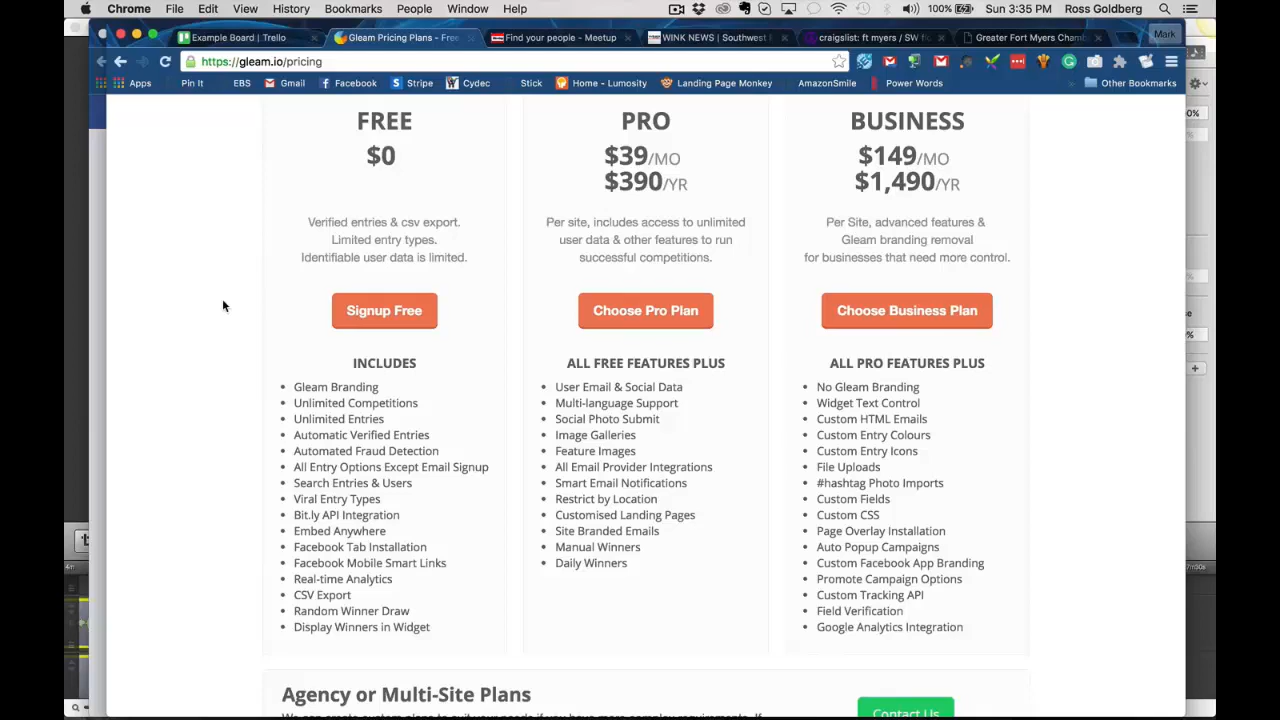 Chrome File Edit View History Bookmarks People Window Help 100% Sun 3:35 PM Ross Goldberg
Example Board | Trello
Gleam Pricing Plans - Free
Find your people - Meetup
WINK NEWS | Southwest
craigslist: ft myers / SW f
Greater Fort Myers Cham
Mark
https://gleam.io/pricing
Apps Pin It EBS Gmail Facebook Stripe Cydec Stick Home - Lumosity Landing Page Monkey AmazonSmile Power Words » Other Bookmarks
FREE
$0
Verified entries & csv export.
Limited entry types.
Identifiable user data is limited.
Signup Free
INCLUDES
• Gleam Branding
• Unlimited Competitions
• Unlimited Entries
• Automatic Verified Entries
• Automated Fraud Detection
• All Entry Options Except Email Signup
• Search Entries & Users
• Viral Entry Types
• Bit.ly API Integration
• Embed Anywhere
• Facebook Tab Installation
• Facebook Mobile Smart Links
• Real-time Analytics
• CSV Export
• Random Winner Draw
• Display Winners in Widget
PRO
$39/MO
$390/YR
Per site, includes access to unlimited
user data & other features to run
successful competitions.
Choose Pro Plan
ALL FREE FEATURES PLUS
• User Email & Social Data
• Multi-language Support
• Social Photo Submit
• Image Galleries
• Feature Images
• All Email Provider Integrations
• Smart Email Notifications
• Restrict by Location
• Customised Landing Pages
• Site Branded Emails
• Manual Winners
• Daily Winners
BUSINESS
$149/MO
$1,490/YR
Per Site, advanced features &
Gleam branding removal
for businesses that need more control.
Choose Business Plan
ALL PRO FEATURES PLUS
• No Gleam Branding
• Widget Text Control
• Custom HTML Emails
• Custom Entry Colours
• Custom Entry Icons
• File Uploads
• #hashtag Photo Imports
• Custom Fields
• Custom CSS
• Page Overlay Installation
• Auto Popup Campaigns
• Custom Facebook App Branding
• Promote Campaign Options
• Custom Tracking API
• Field Verification
• Google Analytics Integration
Agency or Multi-Site Plans
Contact Us